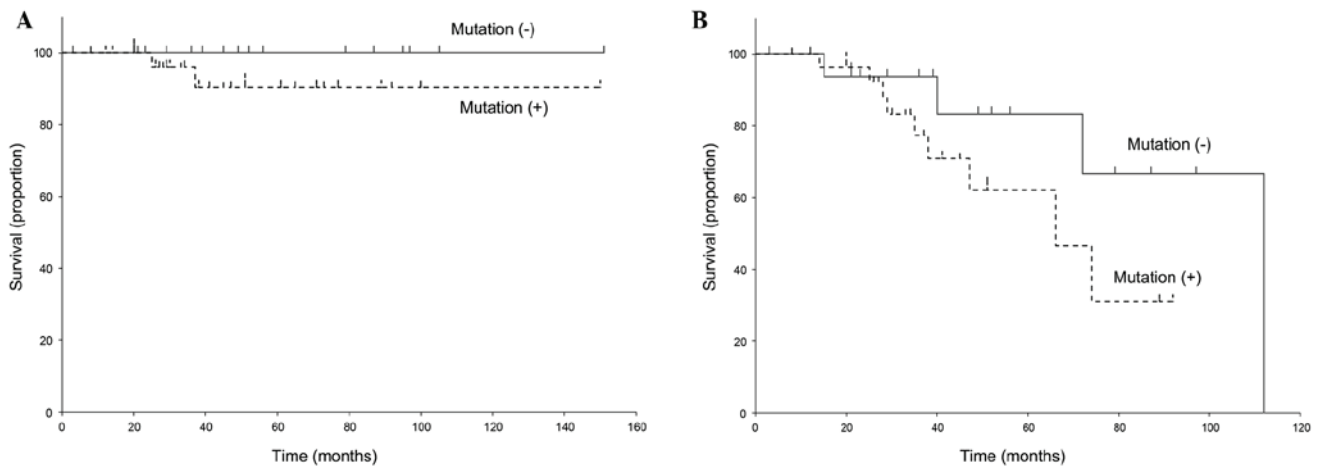 A
Mutation (-)
Mutation (+)
Survival (proportion)
100
80
60
40
20
0
0 20 40 60 80 100 120 140 160
Time (months)
B
Mutation (-)
Mutation (+)
Survival (proportion)
100
80
60
40
20
0
0 20 40 60 80 100 120
Time (months)